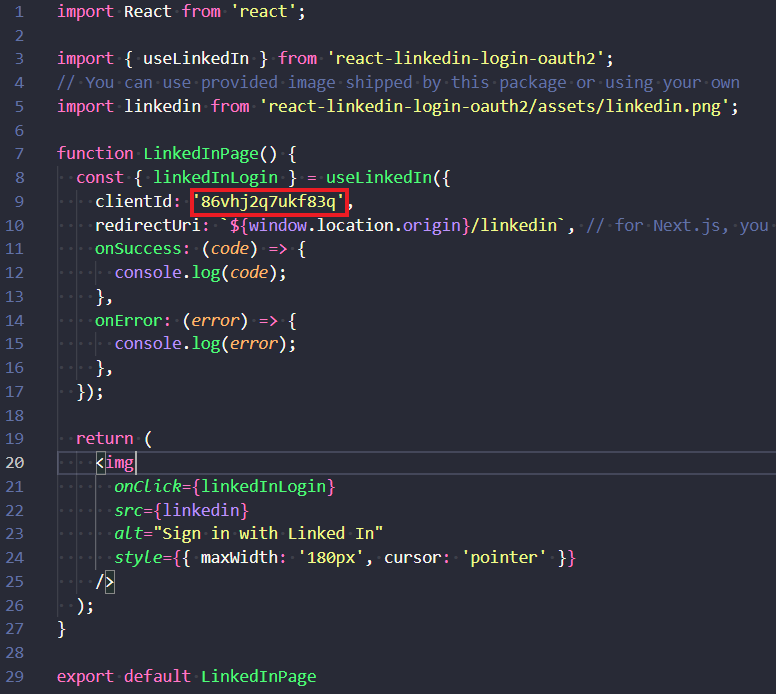 1 import React from 'react';
2
3 import { useLinkedIn } from 'react-linkedin-login-oauth2';
4 // You can use provided image shipped by this package or using your own
5 import linkedin from 'react-linkedin-login-oauth2/assets/linkedin.png';
6
7 function LinkedInPage() {
8   const { linkedInLogin } = useLinkedIn({
9     clientId: '86vhj2q7ukf83q',
10     redirectUri: `${window.location.origin}/linkedin`, // for Next.js, you
11     onSuccess: (code) => {
12       console.log(code);
13     },
14     onError: (error) => {
15       console.log(error);
16     },
17   });
18
19   return (
20     <img
21       onClick={linkedInLogin}
22       src={linkedin}
23       alt="Sign in with Linked In"
24       style={{ maxWidth: '180px', cursor: 'pointer' }}
25     />
26   );
27 }
28
29 export default LinkedInPage